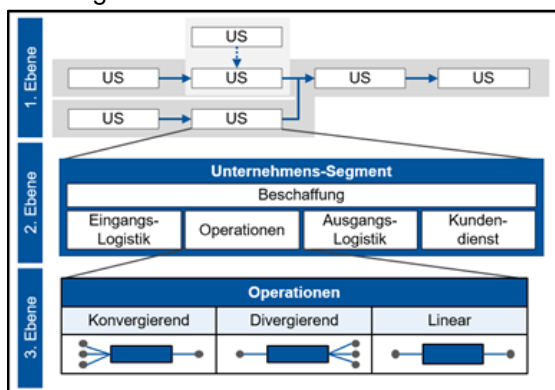 1. Ebene
US
US
US
US
US
US
US
2. Ebene
Unternehmens-Segment
Beschaffung
Eingangs-
Logistik
Operationen
Ausgangs-
Logistik
Kunden-
dienst
3. Ebene
Operationen
Konvergierend
Divergierend
Linear